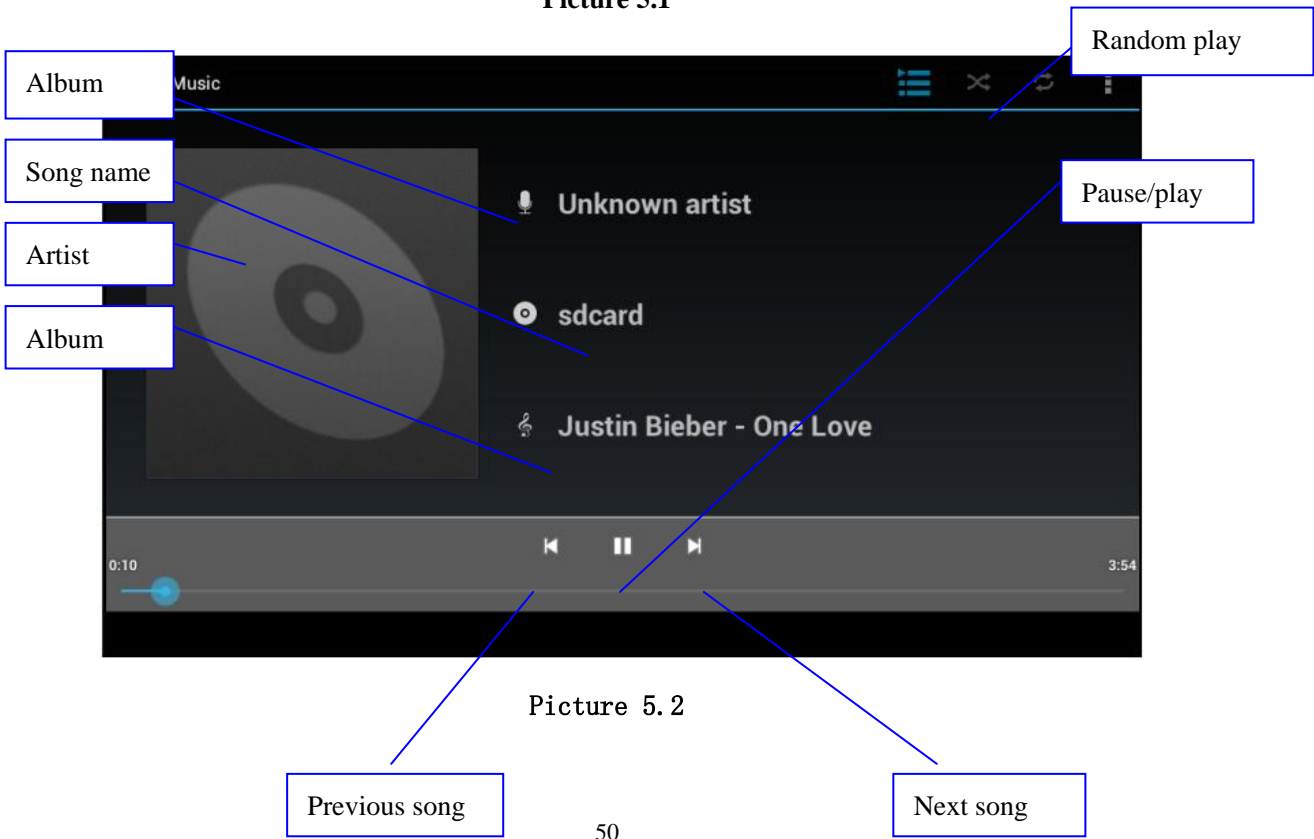 Picture 5.1
Random play
Album
Music
Song name
Unknown artist
Pause/play
Artist
sdcard
Album
Justin Bieber - One Love
0:10
3:54
Picture 5.2
Previous song
Next song
50